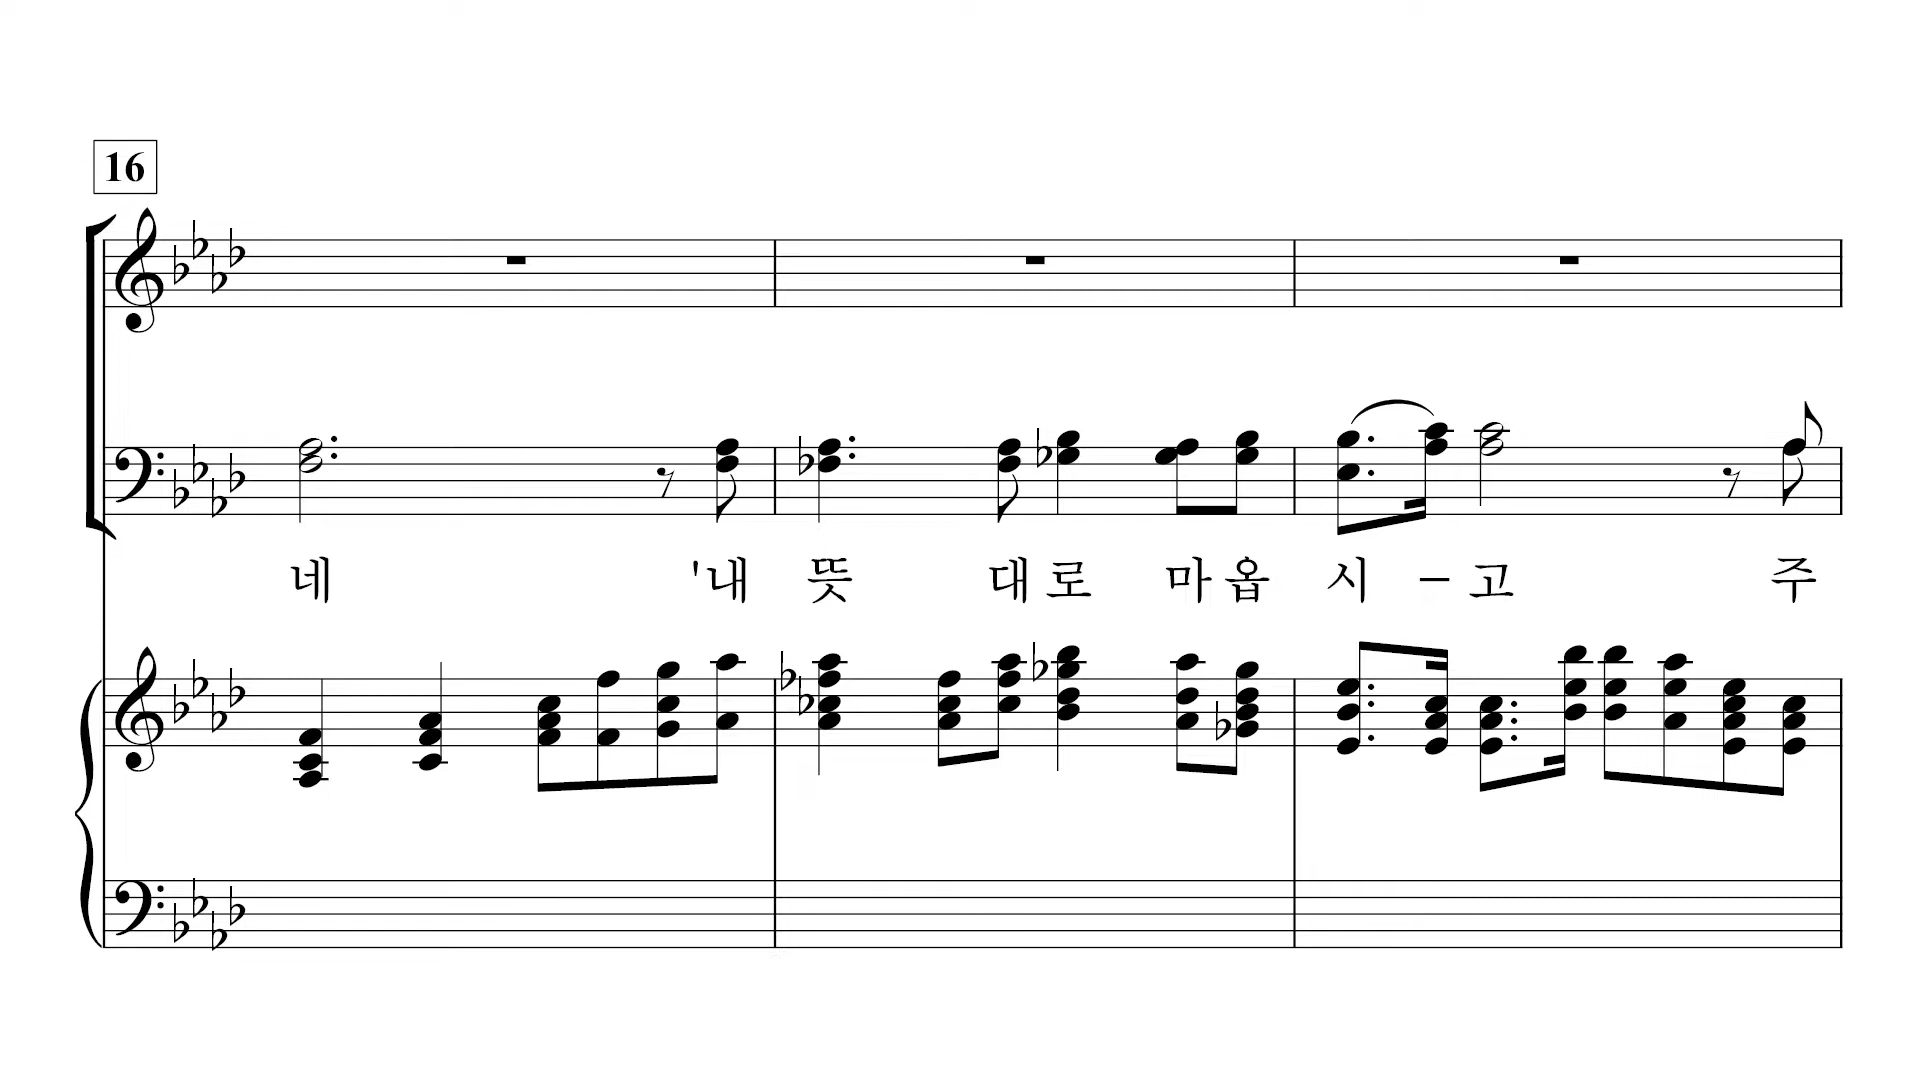 16
네 '내 뜻 대 로 마 옵 시 – 고 주